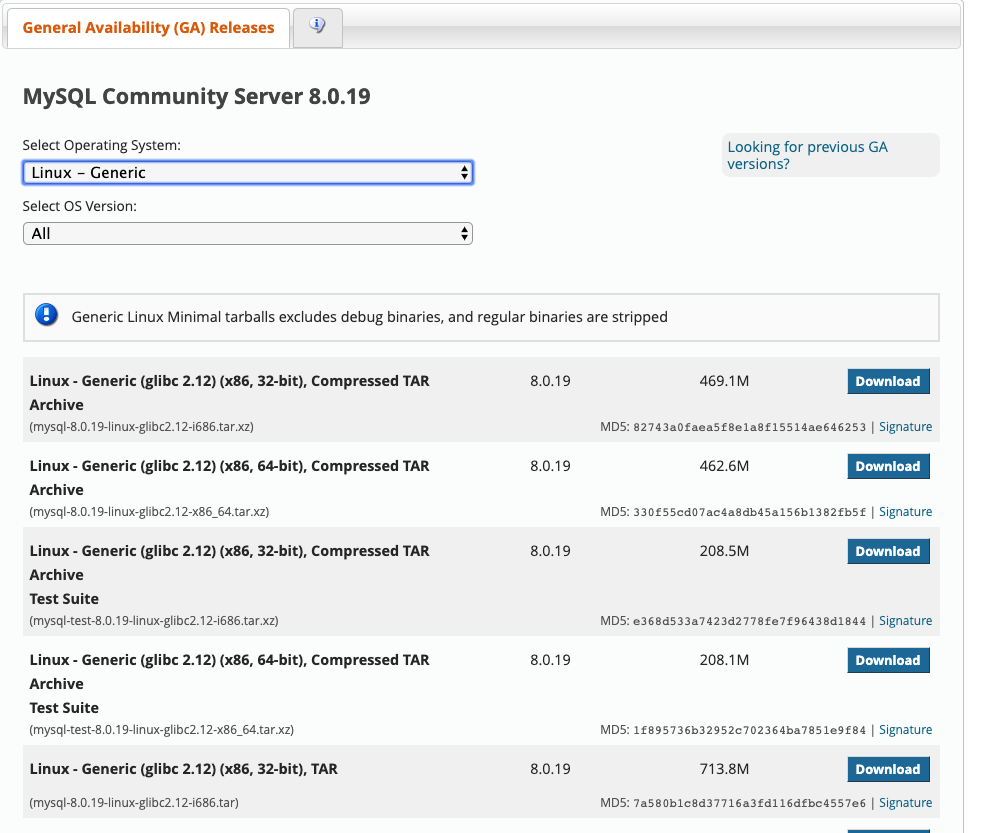 General Availability (GA) Releases
MySQL Community Server 8.0.19
Select Operating System:
Looking for previous GA
versions?
Linux – Generic
Select OS Version:
All
Generic Linux Minimal tarballs excludes debug binaries, and regular binaries are stripped
Linux - Generic (glibc 2.12) (x86, 32-bit), Compressed TAR 8.0.19 469.1M Download
Archive
(mysql-8.0.19-linux-glibc2.12-i686.tar.xz) MD5: 82743a0faea5f8e1a8f15514ae646253 | Signature
Linux - Generic (glibc 2.12) (x86, 64-bit), Compressed TAR 8.0.19 462.6M Download
Archive
(mysql-8.0.19-linux-glibc2.12-x86_64.tar.xz) MD5: 330f55cd07ac4a8db45a156b1382fb5f | Signature
Linux - Generic (glibc 2.12) (x86, 32-bit), Compressed TAR 8.0.19 208.5M Download
Archive
Test Suite
(mysql-test-8.0.19-linux-glibc2.12-i686.tar.xz) MD5: e368d533a7423d2778fe7f96438d1844 | Signature
Linux - Generic (glibc 2.12) (x86, 64-bit), Compressed TAR 8.0.19 208.1M Download
Archive
Test Suite
(mysql-test-8.0.19-linux-glibc2.12-x86_64.tar.xz) MD5: 1f895736b32952c702364ba7851e9f84 | Signature
Linux - Generic (glibc 2.12) (x86, 32-bit), TAR 8.0.19 713.8M Download
(mysql-8.0.19-linux-glibc2.12-i686.tar) MD5: 7a580b1c8d37716a3fd116dfbc4557e6 | Signature